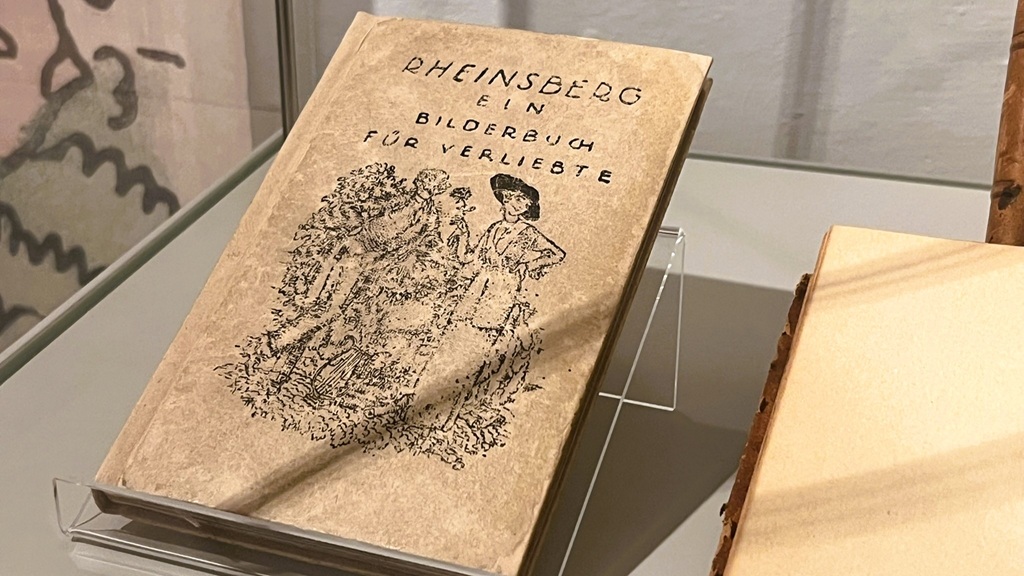 RHEINSBERG
EIN
BILDERBUCH
FÜR VERLIEBTE